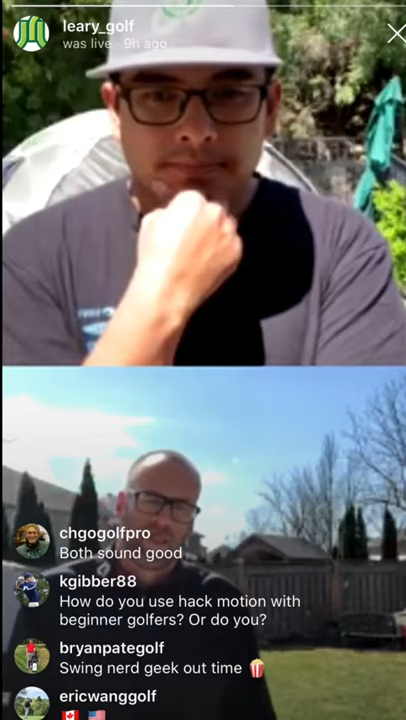 leary_golf
was live · 9h ago
chgogolfpro
Both sound good
kgibber88
How do you use hack motion with
beginner golfers? Or do you?
bryanpategolf
Swing nerd geek out time 🍿
ericwanggolf
🇨🇦 🇺🇸